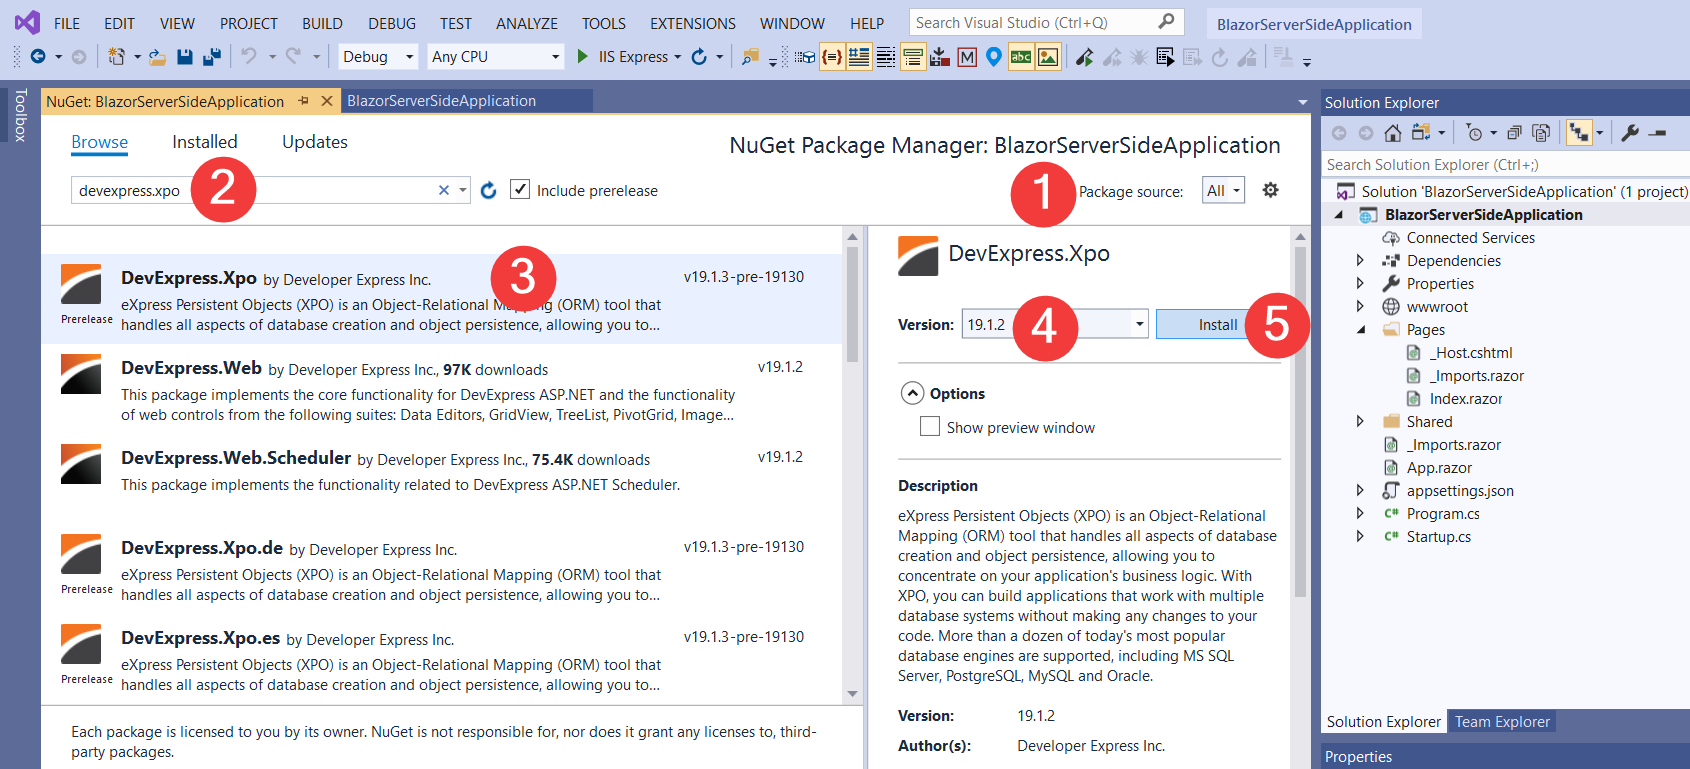 FILE EDIT VIEW PROJECT BUILD DEBUG TEST ANALYZE TOOLS EXTENSIONS WINDOW HELP Search Visual Studio (Ctrl+Q) BlazorServerSideApplication
Debug Any CPU IIS Express M abc
Toolbox
NuGet: BlazorServerSideApplication BlazorServerSideApplication
Browse Installed Updates
NuGet Package Manager: BlazorServerSideApplication
devexpress.xpo 2 Include prerelease
1 Package source: All
DevExpress.Xpo by Developer Express Inc. 3 v19.1.3-pre-19130
eXpress Persistent Objects (XPO) is an Object-Relational Mapping (ORM) tool that
Prerelease handles all aspects of database creation and object persistence, allowing you to...
DevExpress.Web by Developer Express Inc., 97K downloads v19.1.2
This package implements the core functionality for DevExpress ASP.NET and the functionality
of web controls from the following suites: Data Editors, GridView, TreeList, PivotGrid, Image...
DevExpress.Web.Scheduler by Developer Express Inc., 75.4K downloads v19.1.2
This package implements the functionality related to DevExpress ASP.NET Scheduler.
DevExpress.Xpo.de by Developer Express Inc. v19.1.3-pre-19130
eXpress Persistent Objects (XPO) is an Object-Relational Mapping (ORM) tool that
Prerelease handles all aspects of database creation and object persistence, allowing you to...
DevExpress.Xpo.es by Developer Express Inc. v19.1.3-pre-19130
eXpress Persistent Objects (XPO) is an Object-Relational Mapping (ORM) tool that
Prerelease handles all aspects of database creation and object persistence, allowing you to...
Each package is licensed to you by its owner. NuGet is not responsible for, nor does it grant any licenses to, third-
party packages.
DevExpress.Xpo
Version: 19.1.2 4 Install 5
Options
Show preview window
Description
eXpress Persistent Objects (XPO) is an Object-Relational
Mapping (ORM) tool that handles all aspects of database
creation and object persistence, allowing you to
concentrate on your application's business logic. With
XPO, you can build applications that work with multiple
database systems without making any changes to your
code. More than a dozen of today's most popular
database engines are supported, including MS SQL
Server, PostgreSQL, MySQL and Oracle.
Version: 19.1.2
Author(s): Developer Express Inc.
Solution Explorer
Search Solution Explorer (Ctrl+;)
Solution 'BlazorServerSideApplication' (1 project)
BlazorServerSideApplication
Connected Services
Dependencies
Properties
wwwroot
Pages
_Host.cshtml
_Imports.razor
Index.razor
Shared
_Imports.razor
App.razor
appsettings.json
C# Program.cs
C# Startup.cs
Solution Explorer Team Explorer
Properties